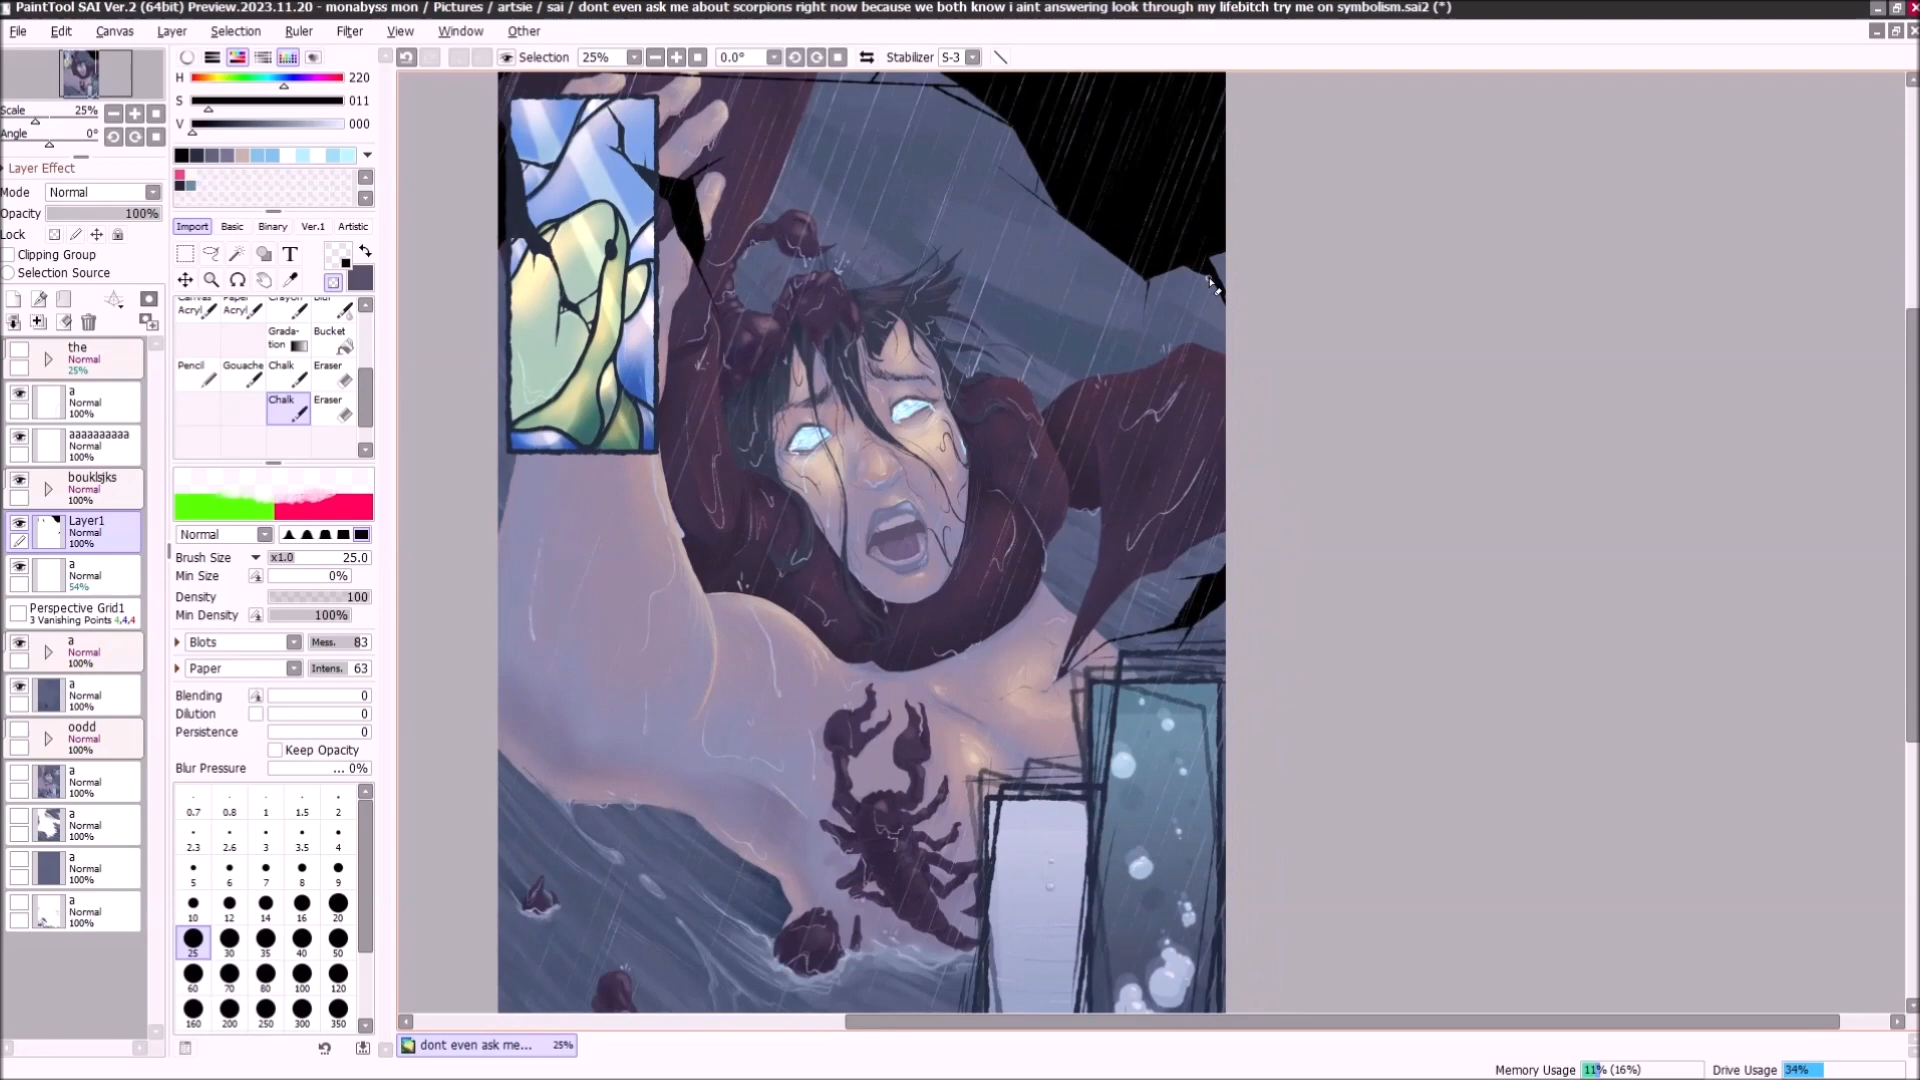 PaintTool SAI Ver.2 (64bit) Preview.2023.11.20 - monabyss mon / Pictures / artsie / sai / dont even ask me about scorpions right now because we both know i aint answering look through my lifebitch try me on symbolism.sai2 (*)
File Edit Canvas Layer Selection Ruler Filter View Window Other
Selection 25% 0.0° Stabilizer S-3
Scale 25%
Angle 0°
Layer Effect
Mode Normal
Opacity 100%
Lock
Clipping Group
Selection Source
the
Normal
25%
a
Normal
100%
aaaaaaaaaa
Normal
100%
bouklsjks
Normal
100%
Layer1
Normal
100%
a
Normal
54%
Perspective Grid1
3 Vanishing Points 4,4,4
a
Normal
100%
a
Normal
100%
oodd
Normal
100%
a
Normal
100%
a
Normal
100%
a
Normal
100%
a
Normal
100%
H 220
S 011
V 000
Import Basic Binary Ver.1 Artistic
T
Canvas Paper Crayon Blur
Acryl Acryl
Grada- Bucket
tion
Pencil Gouache Chalk Eraser
Chalk Eraser
Normal
Brush Size x1.0 25.0
Min Size 0%
Density 100
Min Density 100%
Blots Mess. 83
Paper Intens. 63
Blending 0
Dilution 0
Persistence 0
Keep Opacity
Blur Pressure ... 0%
0.7 0.8 1 1.5 2
2.3 2.6 3 3.5 4
5 6 7 8 9
10 12 14 16 20
25 30 35 40 50
60 70 80 100 120
160 200 250 300 350
dont even ask me... 25%
Memory Usage 11% (16%) Drive Usage 34%